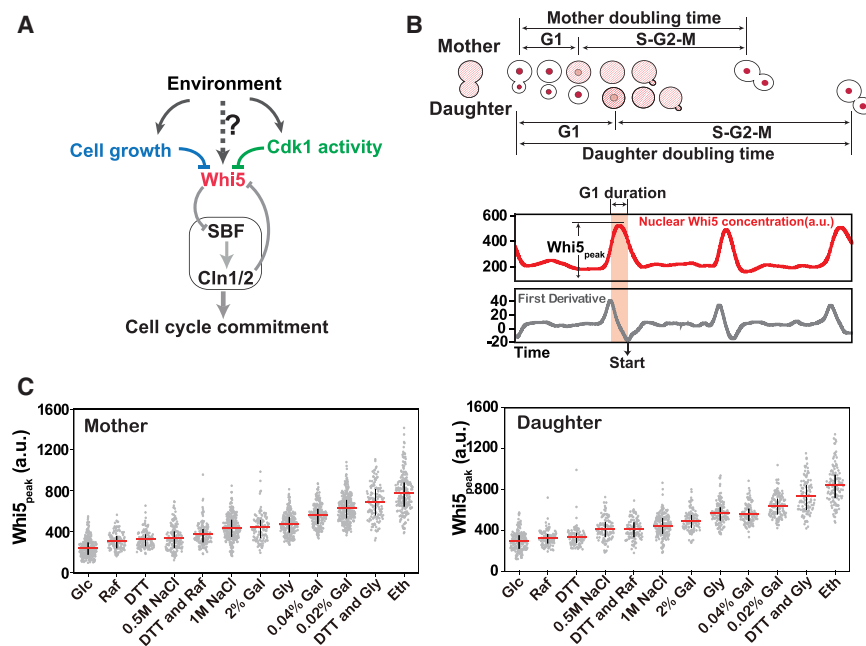 A
Environment
?
Cell growth
Cdk1 activity
Whi5
SBF
Cln1/2
Cell cycle commitment
B
Mother doubling time
G1
S-G2-M
Mother
Daughter
G1
S-G2-M
Daughter doubling time
G1 duration
600
400
200
Nuclear Whi5 concentration(a.u.)
Whi5peak
40
20
0
-20
First Derivative
Time
Start
C
Whi5peak (a.u.)
1600
1200
800
400
0
Mother
Glc
Raf
DTT
0.5M NaCl
DTT and Raf
1M NaCl
2% Gal
Gly
0.04% Gal
0.02% Gal
DTT and Gly
Eth
Whi5peak (a.u.)
1600
1200
800
400
0
Daughter
Glc
Raf
DTT
0.5M NaCl
DTT and Raf
1M NaCl
2% Gal
Gly
0.04% Gal
0.02% Gal
DTT and Gly
Eth